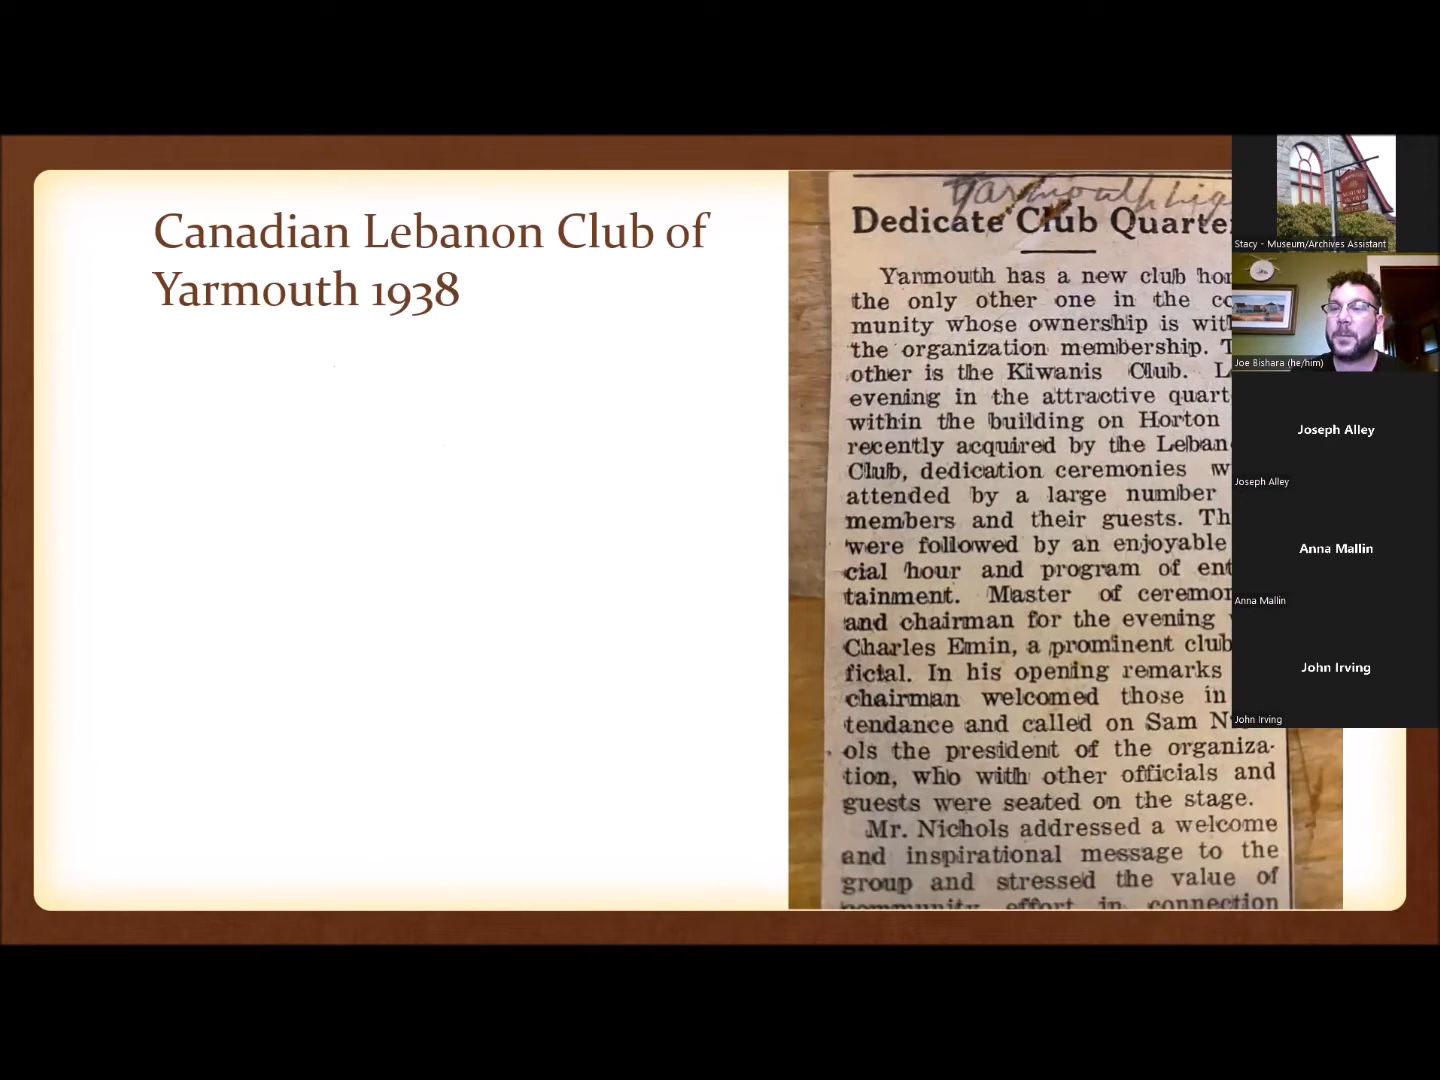 Canadian Lebanon Club of
Yarmouth 1938
Yarmouth
Dedicate Club Quarte
Yarmouth has a new club hom
the only other one in the co
munity whose ownership is wit
the organization membership. T
other is the Kiwanis Club. L
evening in the attractive quart
within the building on Horton
recently acquired by the Leban
Club, dedication ceremonies w
attended by a large number
members and their guests. Th
were followed by an enjoyable
cial hour and program of ent
tainment. Master of ceremon
and chairman for the evening
Charles Emin, a prominent club
ficial. In his opening remarks
chairman welcomed those in
tendance and called on Sam N
ols the president of the organiza-
tion, who with other officials and
guests were seated on the stage.
Mr. Nichols addressed a welcome
and inspirational message to the
group and stressed the value of
community effort in connection
Stacy - Museum/Archives Assistant
Joe Bishara (he/him)
Joseph Alley
Joseph Alley
Anna Mallin
Anna Mallin
John Irving
John Irving